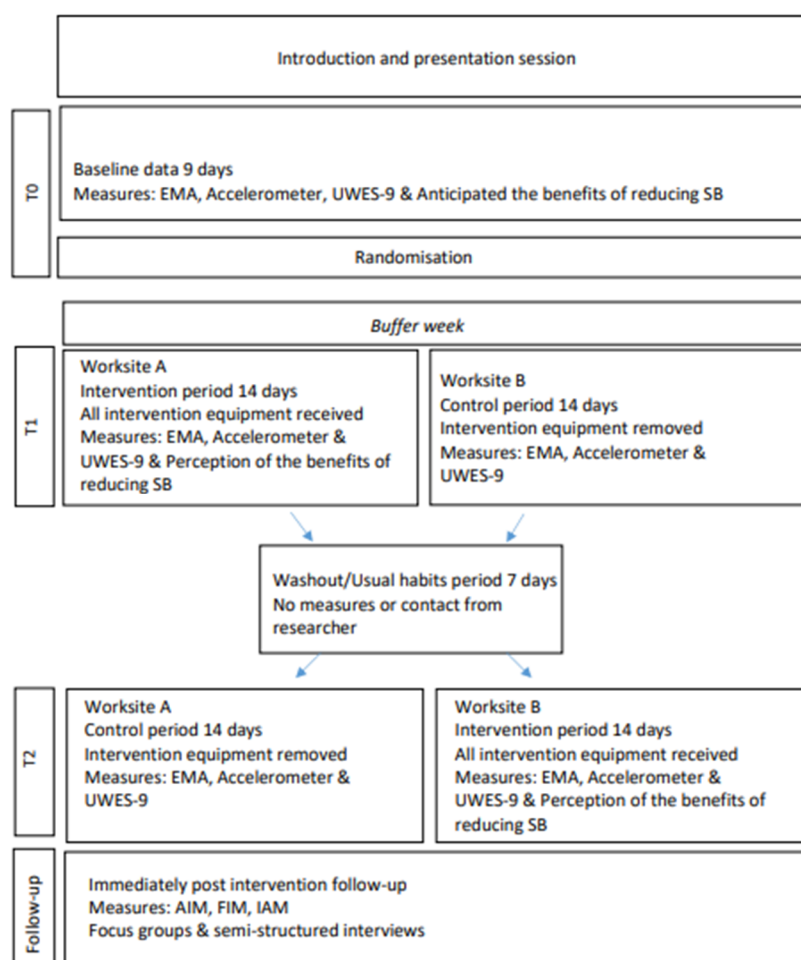 Introduction and presentation session
T0
Baseline data 9 days
Measures: EMA, Accelerometer, UWES-9 & Anticipated the benefits of reducing SB
Randomisation
Buffer week
T1
Worksite A
Intervention period 14 days
All intervention equipment received
Measures: EMA, Accelerometer &
UWES-9 & Perception of the benefits of
reducing SB
Worksite B
Control period 14 days
Intervention equipment removed
Measures: EMA, Accelerometer &
UWES-9
Washout/Usual habits period 7 days
No measures or contact from
researcher
T2
Worksite A
Control period 14 days
Intervention equipment removed
Measures: EMA, Accelerometer &
UWES-9
Worksite B
Intervention period 14 days
All intervention equipment received
Measures: EMA, Accelerometer &
UWES-9 & Perception of the benefits of
reducing SB
Follow-up
Immediately post intervention follow-up
Measures: AIM, FIM, IAM
Focus groups & semi-structured interviews